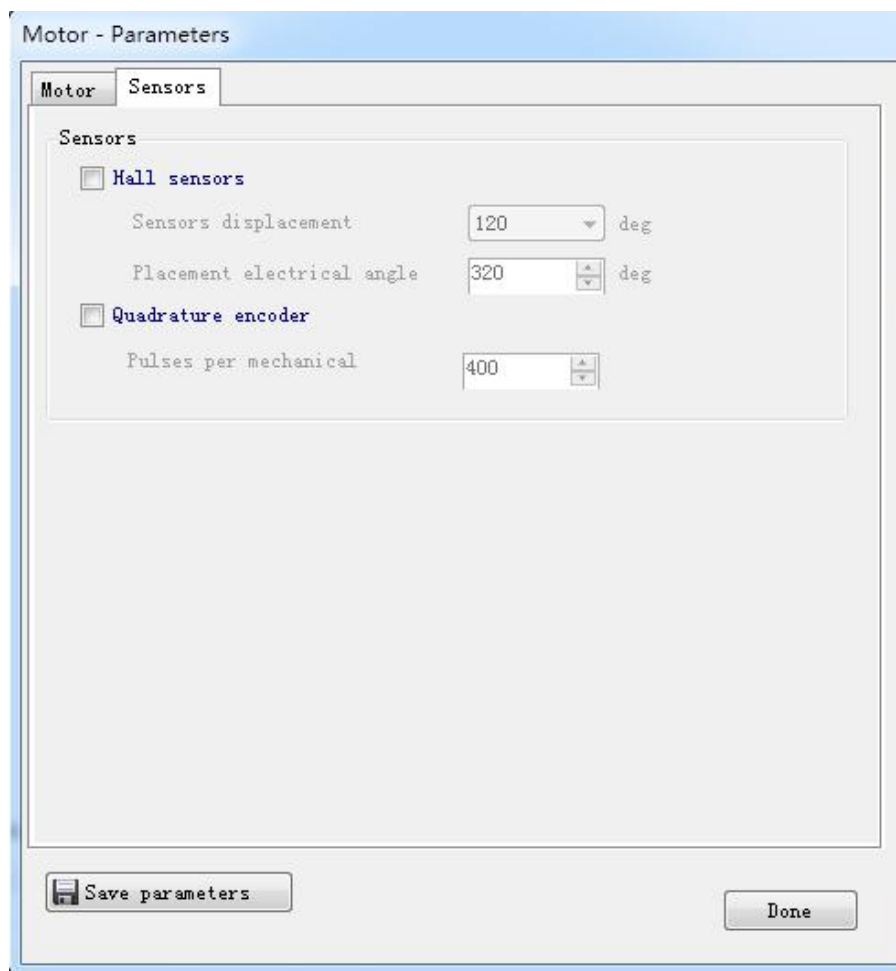 Motor - Parameters
Motor Sensors
Sensors
Hall sensors
Sensors displacement 120 deg
Placement electrical angle 320 deg
Quadrature encoder
Pulses per mechanical 400
Save parameters
Done